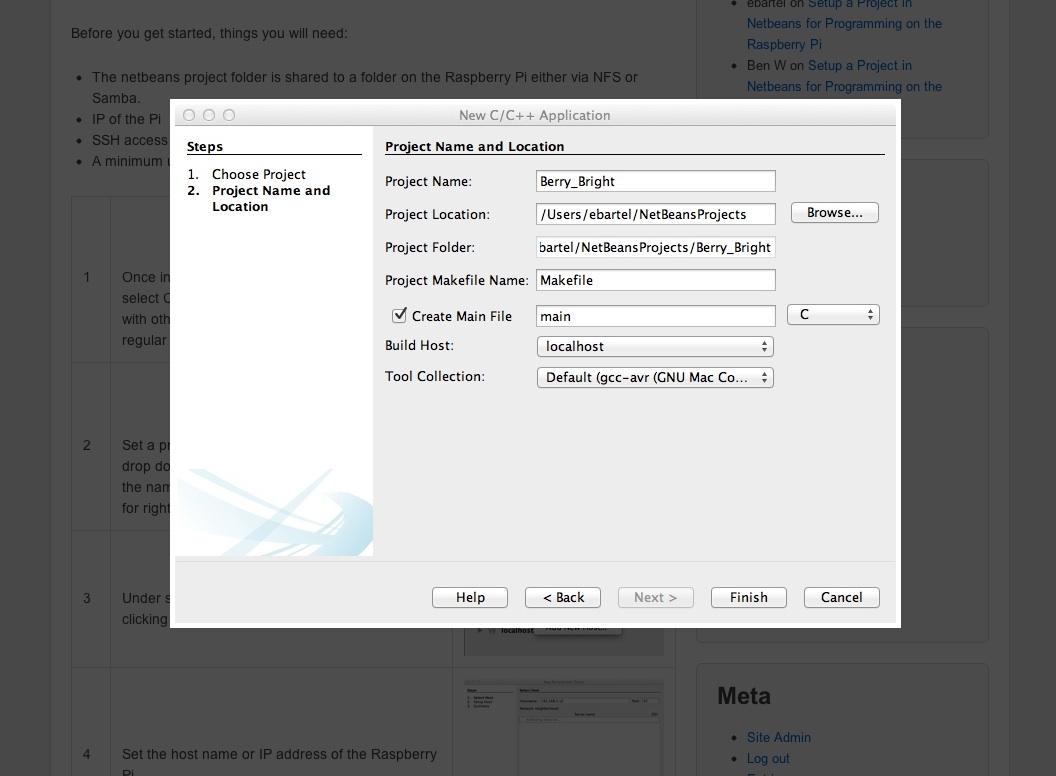 Before you get started, things you will need:
The netbeans project folder is shared to a folder on the Raspberry Pi either via NFS or
Samba.
IP of the Pi
SSH access
A minimum
1
Once in
select C
with oth
regular
2
Set a pr
drop do
the nam
for right
3
Under s
clicking
4
Set the host name or IP address of the Raspberry
Pi
ebartel on Setup a Project in
Netbeans for Programming on the
Raspberry Pi
Ben W on Setup a Project in
Netbeans for Programming on the
New C/C++ Application
Steps
1. Choose Project
2. Project Name and
Location
Project Name and Location
Project Name: Berry_Bright
Project Location: /Users/ebartel/NetBeansProjects Browse...
Project Folder: bartel/NetBeansProjects/Berry_Bright
Project Makefile Name: Makefile
Create Main File main C
Build Host: localhost
Tool Collection: Default (gcc-avr (GNU Mac Co...
Help < Back Next > Finish Cancel
localhost
Meta
Site Admin
Log out